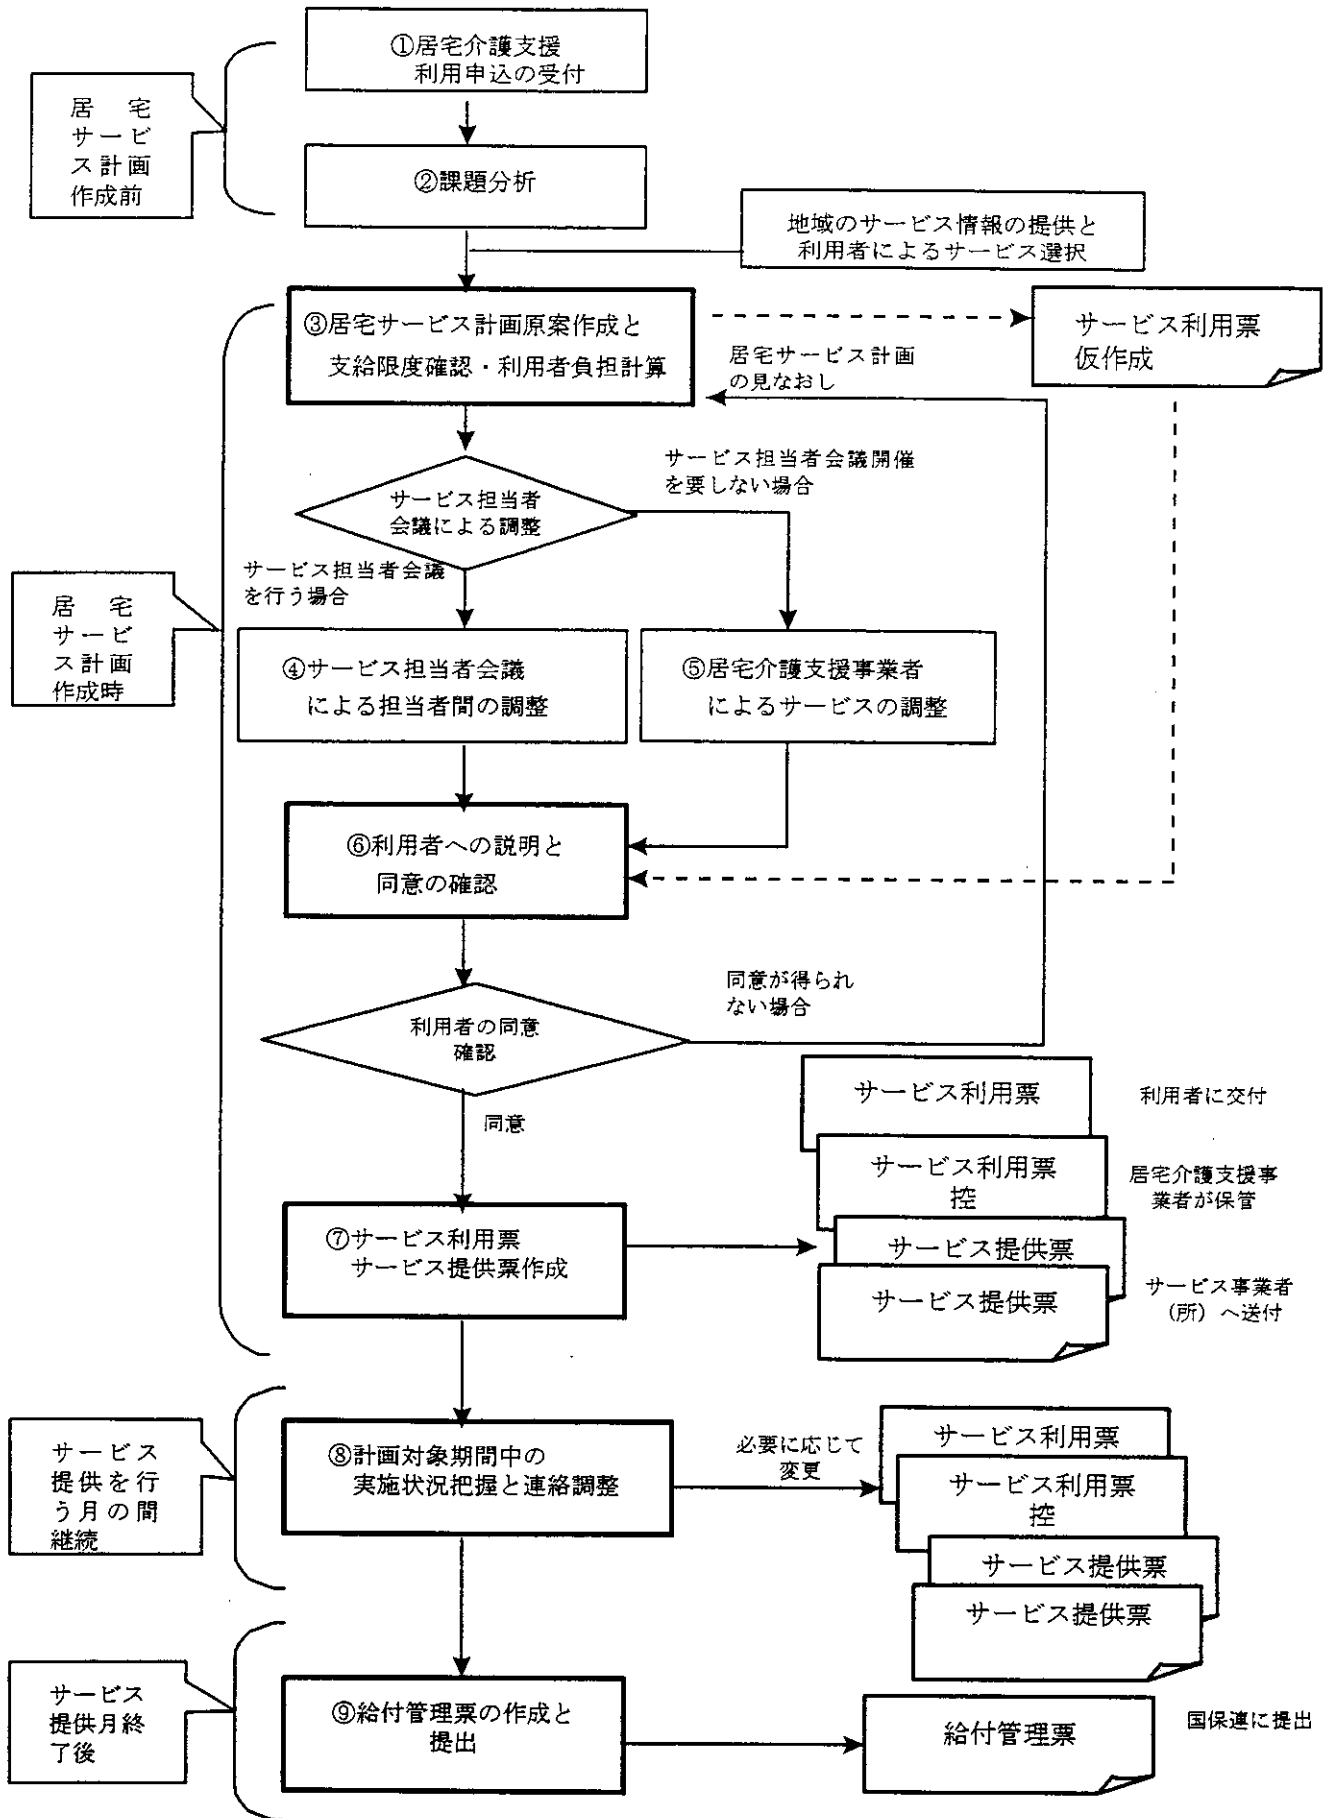 ①居宅介護支援
利用申込の受付
居　宅
サービ
ス計画
作成前
②課題分析
地域のサービス情報の提供と
利用者によるサービス選択
③居宅サービス計画原案作成と
支給限度確認・利用者負担計算
サービス利用票
仮作成
居宅サービス計画
の見なおし
サービス担当者
会議による調整
サービス担当者会議開催
を要しない場合
サービス担当者会議
を行う場合
居　宅
サービ
ス計画
作成時
④サービス担当者会議
による担当者間の調整
⑤居宅介護支援事業者
によるサービスの調整
⑥利用者への説明と
同意の確認
利用者の同意
確認
同意が得られ
ない場合
同意
サービス利用票
利用者に交付
サービス利用票
控
居宅介護支援事
業者が保管
⑦サービス利用票
サービス提供票作成
サービス提供票
サービス提供票
サービス事業者
（所）へ送付
サービス
提供を行
う月の間
継続
⑧計画対象期間中の
実施状況把握と連絡調整
必要に応じて
変更
サービス利用票
サービス利用票
控
サービス提供票
サービス提供票
サービス
提供月終
了後
⑨給付管理票の作成と
提出
給付管理票
国保連に提出